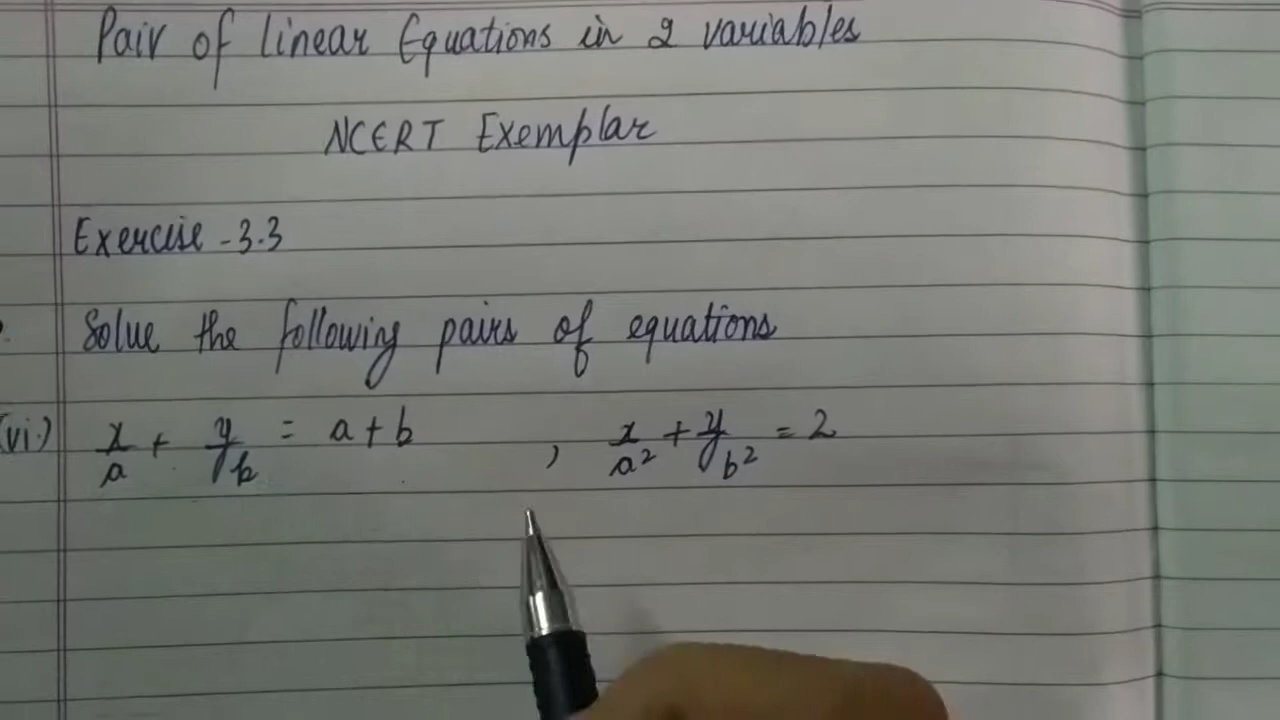 Pair of linear Equations in 2 variables
NCERT Exemplar
Exercise - 3.3
Solve the following pairs of equations
(vi.) x/a + y/b = a + b , x/a² + y/b² = 2